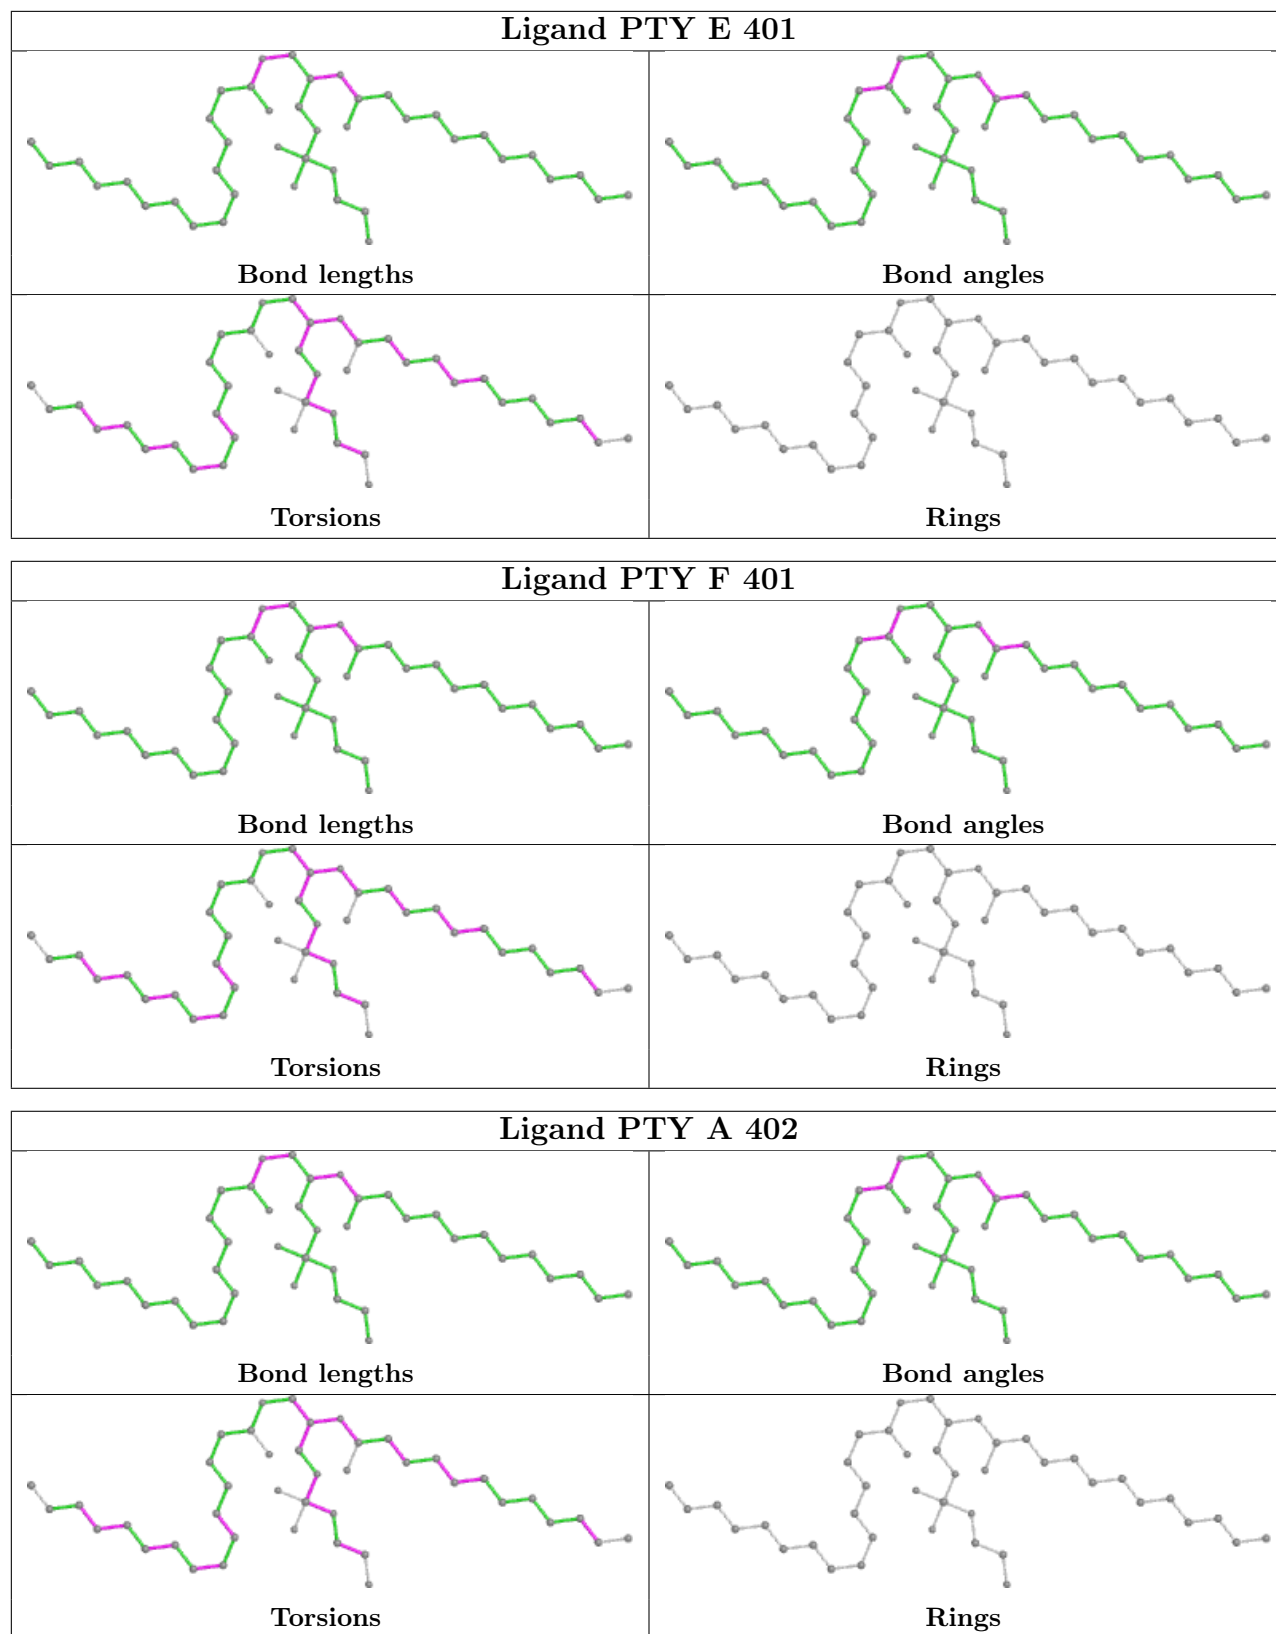 Ligand PTY E 401
Bond lengths
Bond angles
Torsions
Rings
Ligand PTY F 401
Bond lengths
Bond angles
Torsions
Rings
Ligand PTY A 402
Bond lengths
Bond angles
Torsions
Rings